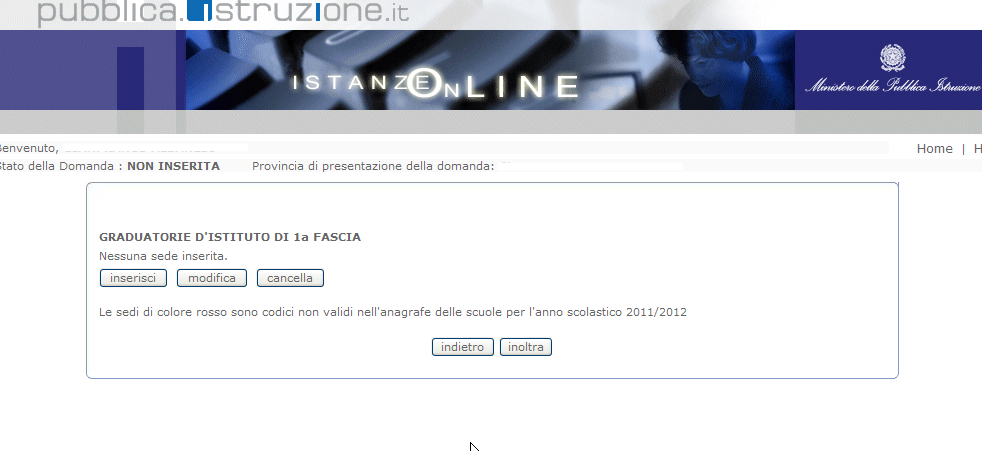 pubblica.istruzione.it
ISTANZE ON LINE
Ministero della Pubblica Istruzione
Benvenuto,
Home | H
Stato della Domanda : NON INSERITA Provincia di presentazione della domanda:
GRADUATORIE D'ISTITUTO DI 1a FASCIA
Nessuna sede inserita.
inserisci modifica cancella
Le sedi di colore rosso sono codici non validi nell'anagrafe delle scuole per l'anno scolastico 2011/2012
indietro inoltra